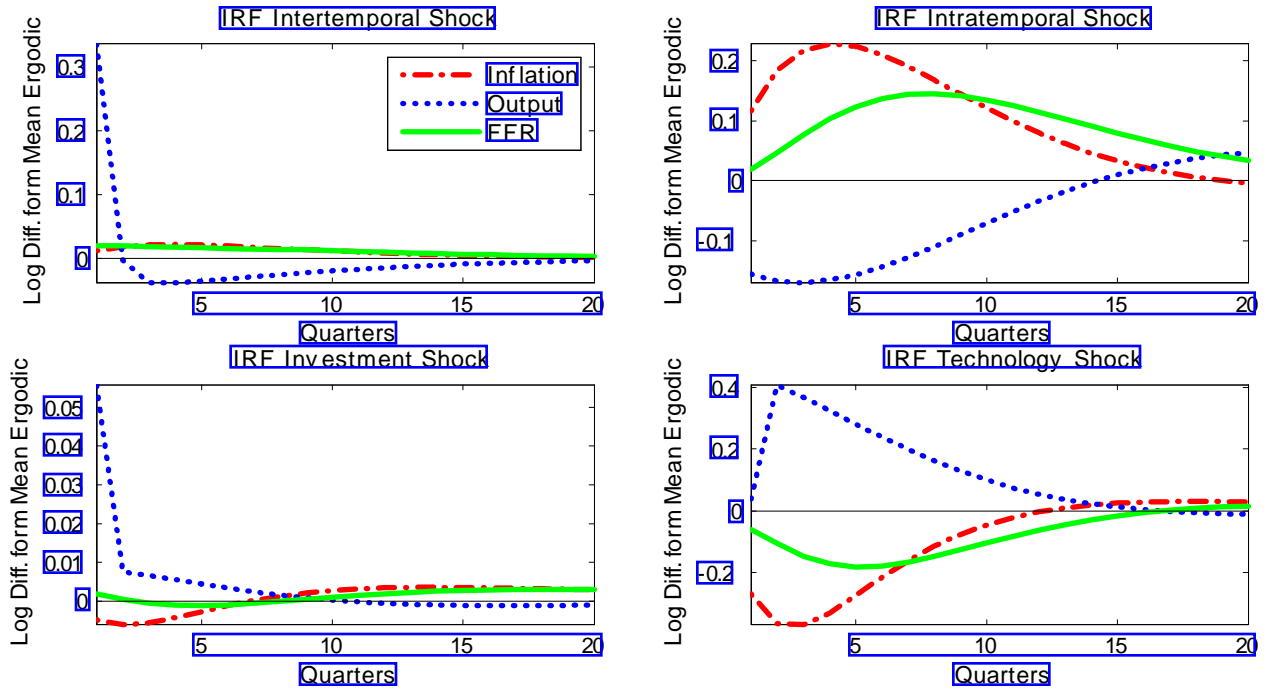 IRF Intertemporal Shock
Log Diff. form Mean Ergodic
0.3
0.2
0.1
0
Inflation
Output
FFR
5 10 15 20
Quarters
IRF Intratemporal Shock
Log Diff. form Mean Ergodic
0.2
0.1
0
-0.1
5 10 15 20
Quarters
IRF Investment Shock
Log Diff. form Mean Ergodic
0.05
0.04
0.03
0.02
0.01
0
5 10 15 20
Quarters
IRF Technology Shock
Log Diff. form Mean Ergodic
0.4
0.2
0
-0.2
5 10 15 20
Quarters